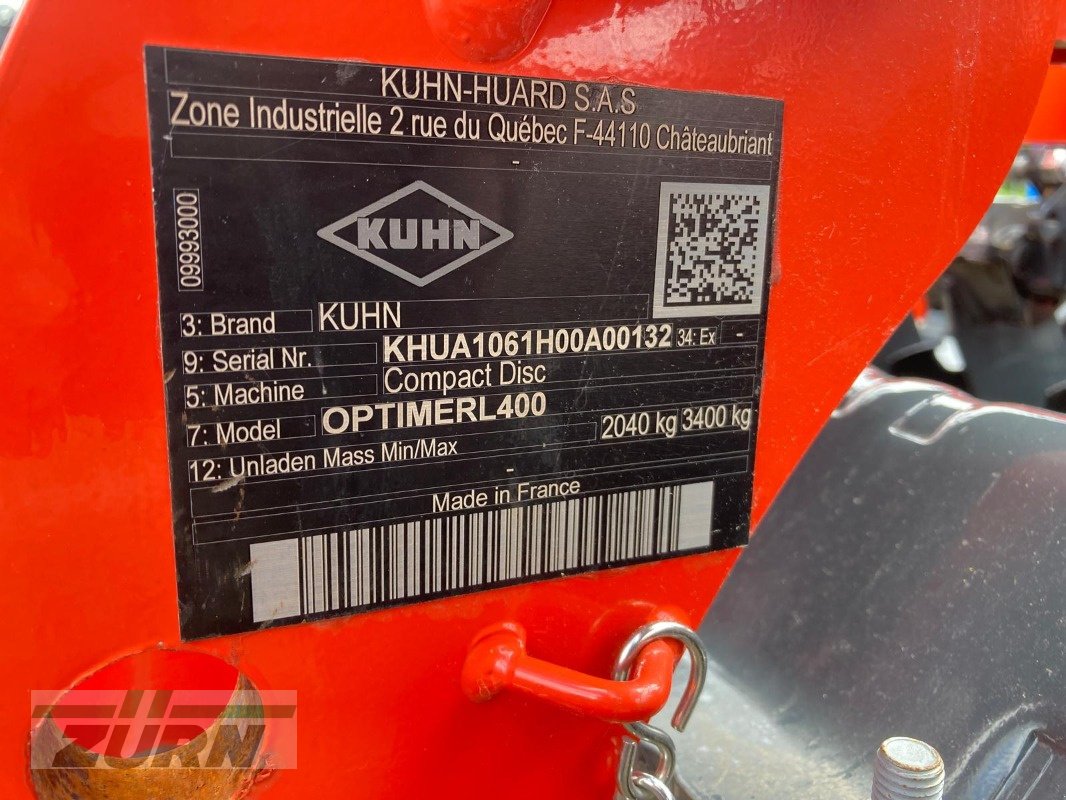 KUHN-HUARD S.A.S
Zone Industrielle 2 rue du Québec F-44110 Châteaubriant
-
09993000
KUHN
3: Brand KUHN
9: Serial Nr. KHUA1061H00A00132 34: Ex -
5: Machine Compact Disc
7: Model OPTIMERL400
12: Unladen Mass Min/Max 2040 kg 3400 kg
-
Made in France
ZÜRN